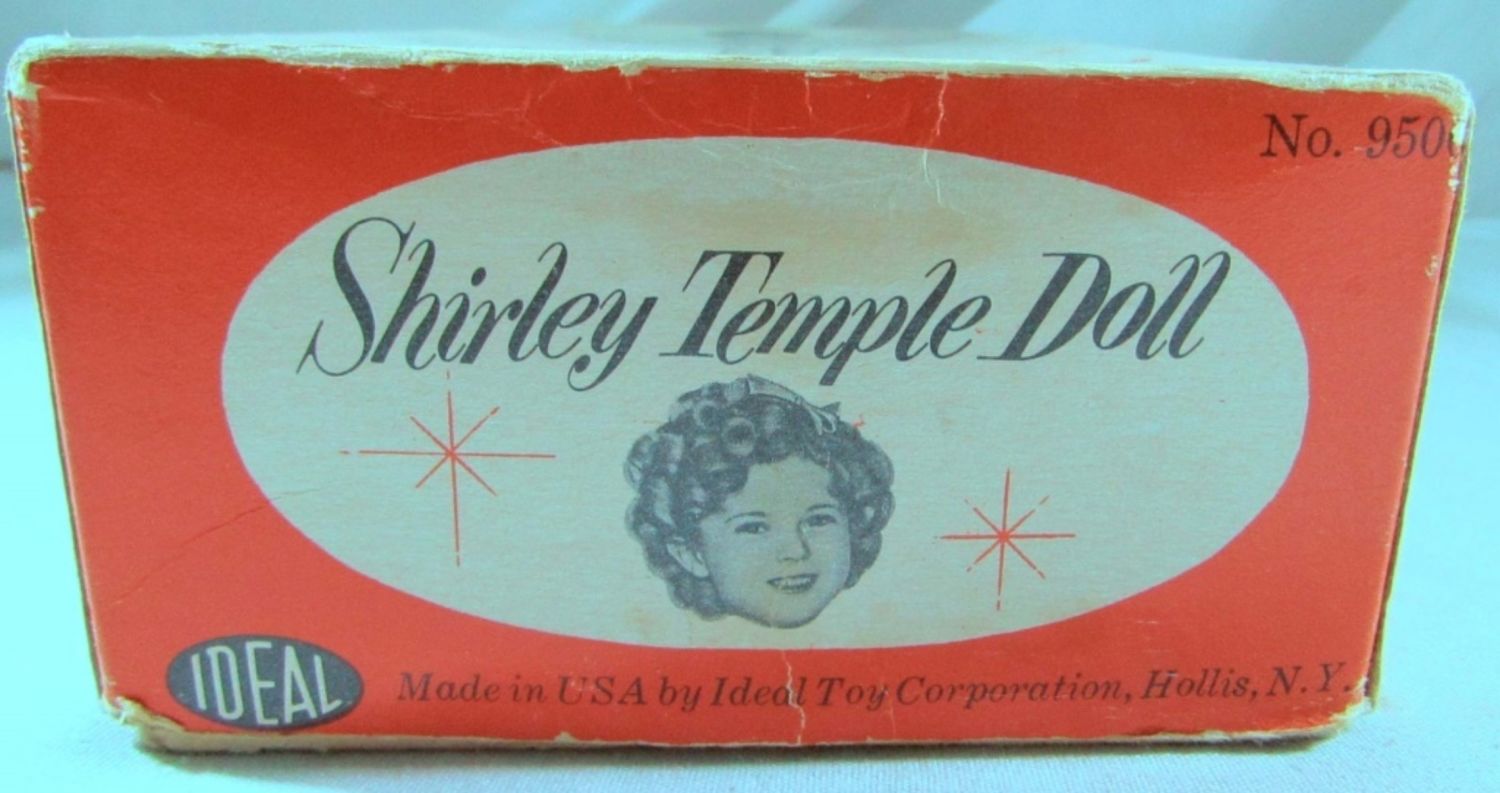 No. 950
Shirley Temple Doll
IDEAL
Made in USA by Ideal Toy Corporation, Hollis, N. Y.